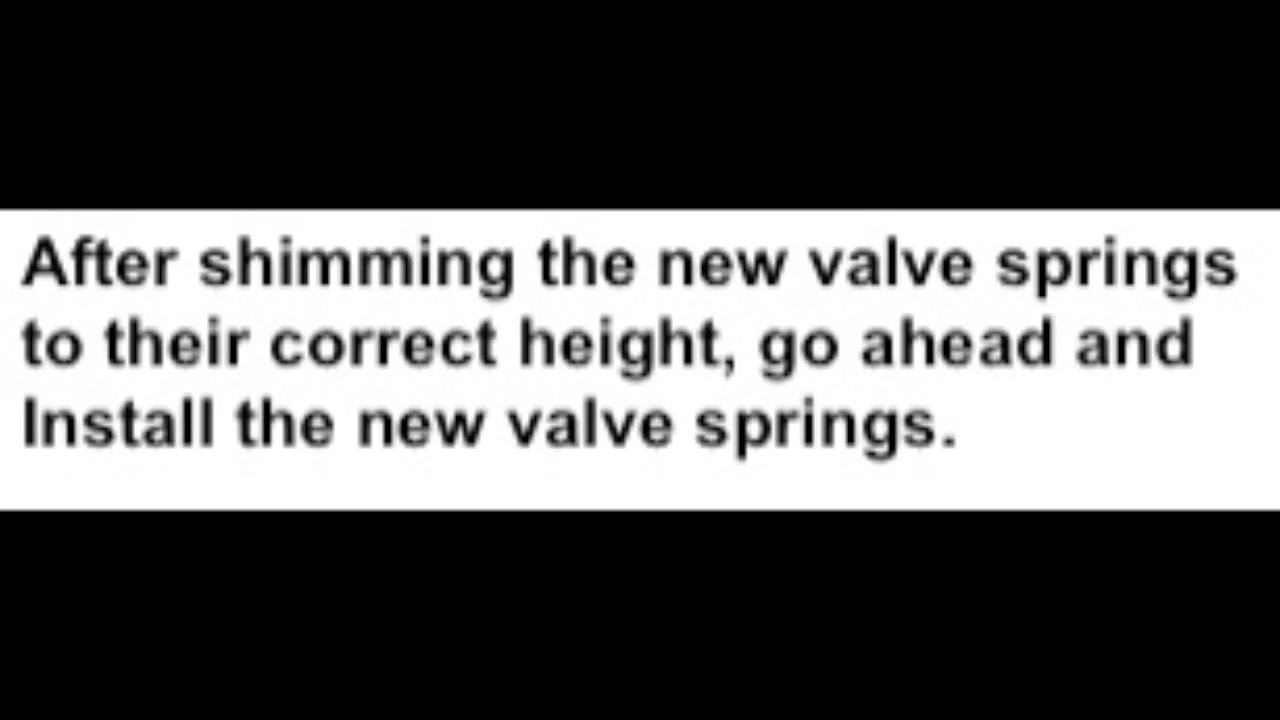 After shimming the new valve springs
to their correct height, go ahead and
Install the new valve springs.